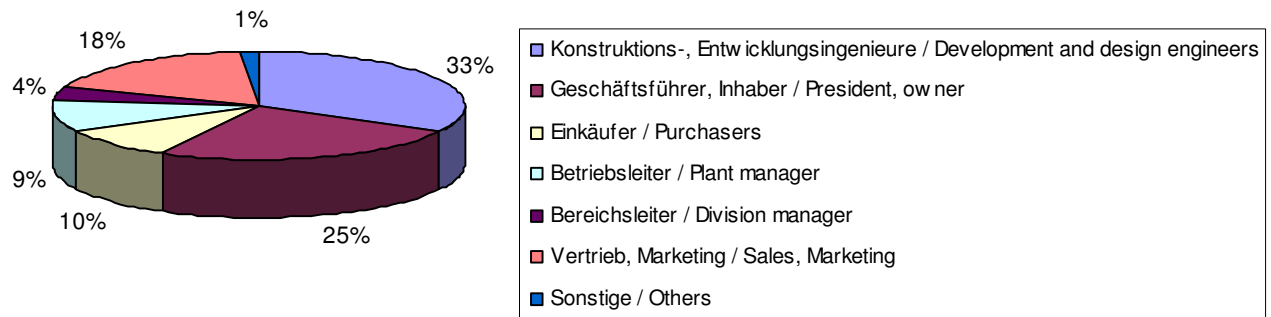 1%
18%
33%
4%
9%
10%
25%
Konstruktions-, Entwicklungsingenieure / Development and design engineers
Geschäftsführer, Inhaber / President, owner
Einkäufer / Purchasers
Betriebsleiter / Plant manager
Bereichsleiter / Division manager
Vertrieb, Marketing / Sales, Marketing
Sonstige / Others